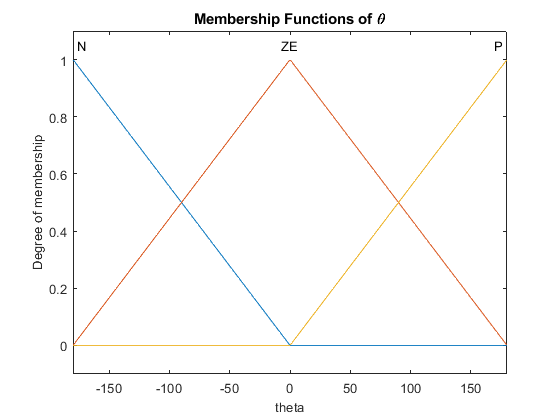 Membership Functions of θ
N ZE P
1
0.8
0.6
0.4
0.2
0
Degree of membership
-150 -100 -50 0 50 100 150
theta